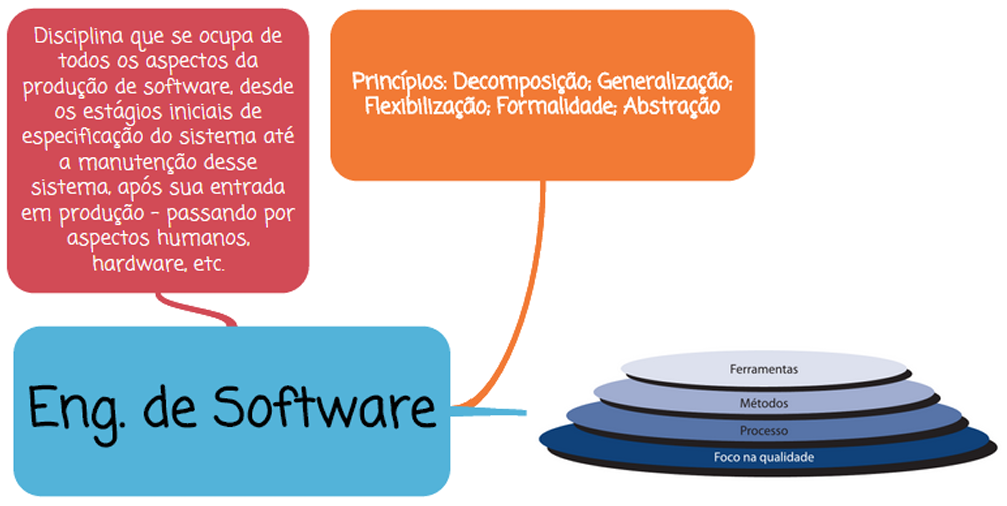 Disciplina que se ocupa de
todos os aspectos da
produção de software, desde
os estágios iniciais de
especificação do sistema até
a manutenção desse
sistema, após sua entrada
em produção - passando por
aspectos humanos,
hardware, etc.
Princípios: Decomposição; Generalização;
Flexibilização; Formalidade; Abstração
Eng. de Software
Ferramentas
Métodos
Processo
Foco na qualidade